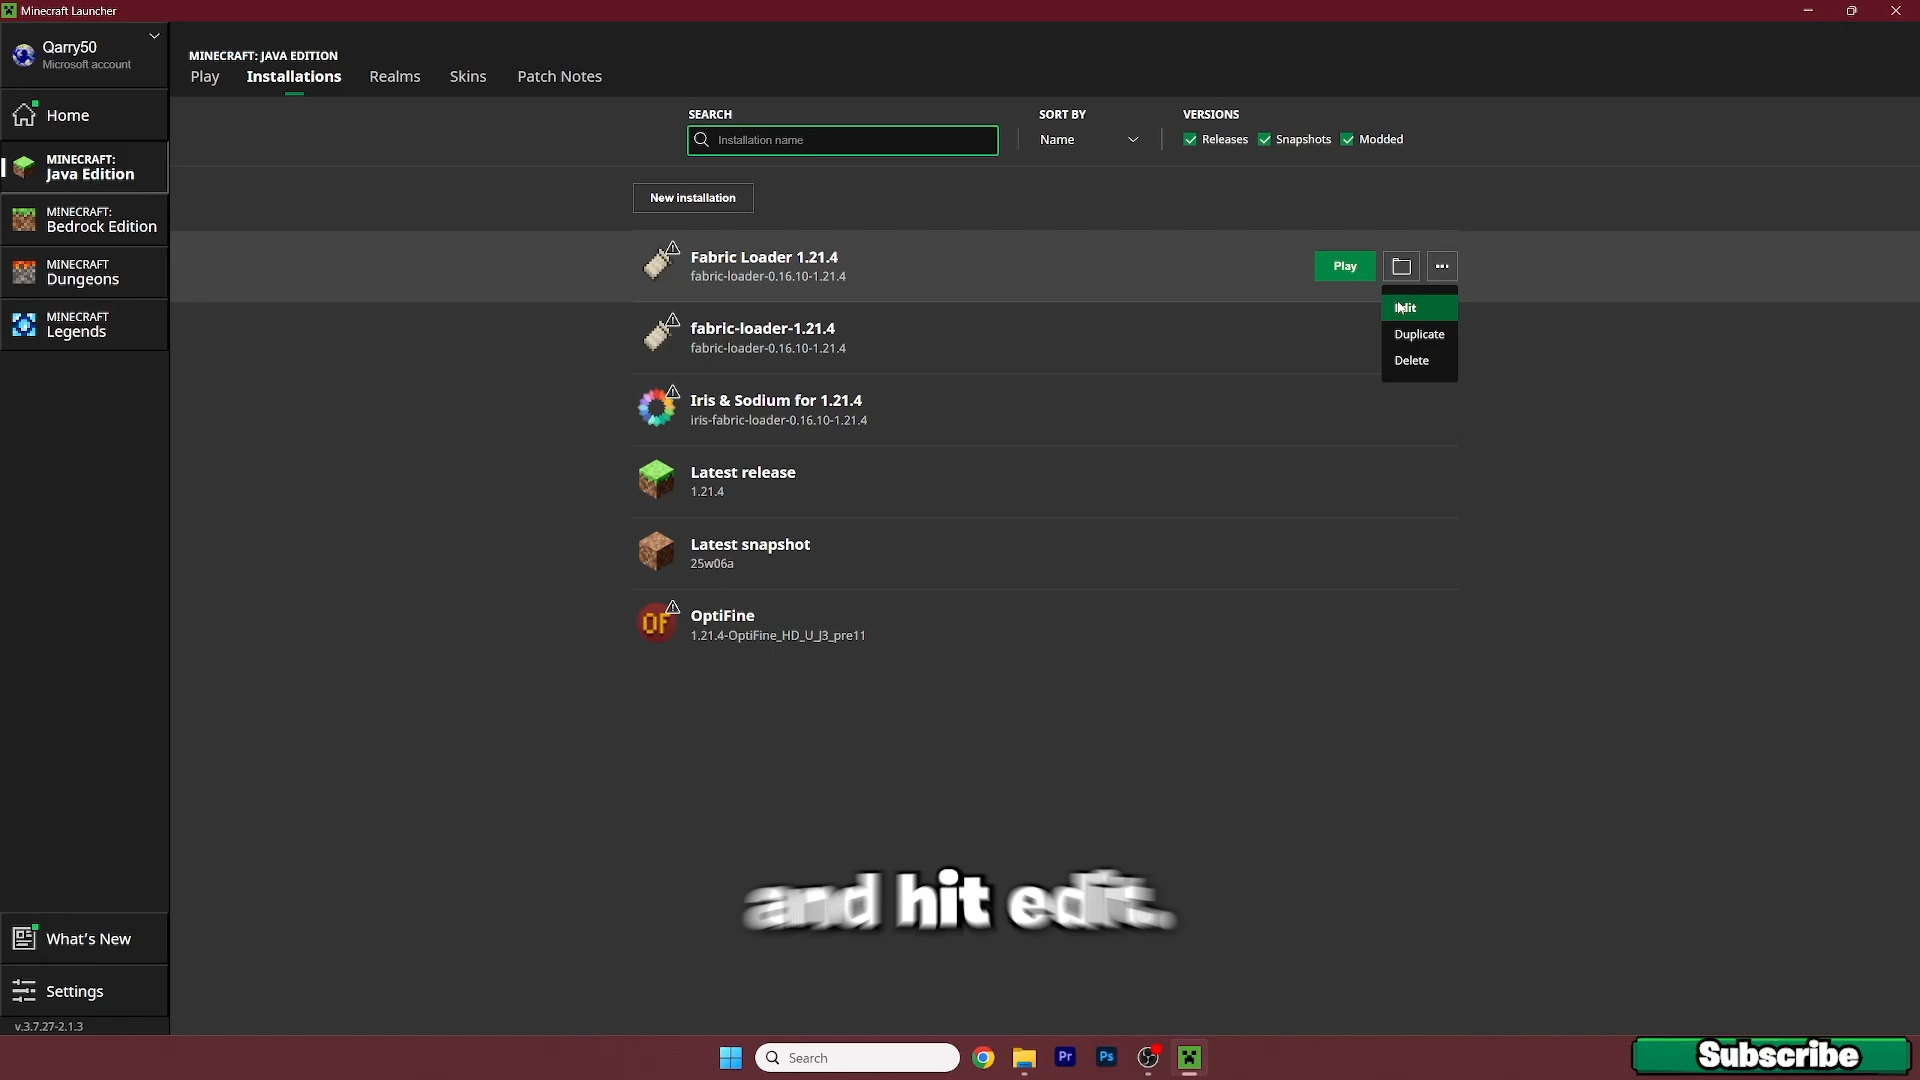 Minecraft Launcher
Qarry50
Microsoft account
Home
MINECRAFT:
Java Edition
MINECRAFT:
Bedrock Edition
MINECRAFT
Dungeons
MINECRAFT
Legends
What's New
Settings
v.3.7.27-2.1.3
MINECRAFT: JAVA EDITION
Play Installations Realms Skins Patch Notes
SEARCH SORT BY VERSIONS
Installation name Name Releases Snapshots Modded
New installation
Fabric Loader 1.21.4
fabric-loader-0.16.10-1.21.4
Play ...
Edit
Duplicate
Delete
fabric-loader-1.21.4
fabric-loader-0.16.10-1.21.4
Iris & Sodium for 1.21.4
iris-fabric-loader-0.16.10-1.21.4
Latest release
1.21.4
Latest snapshot
25w06a
OF
OptiFine
1.21.4-OptiFine_HD_U_J3_pre11
and hit edit.
Search
Pr
Ps
Subscribe